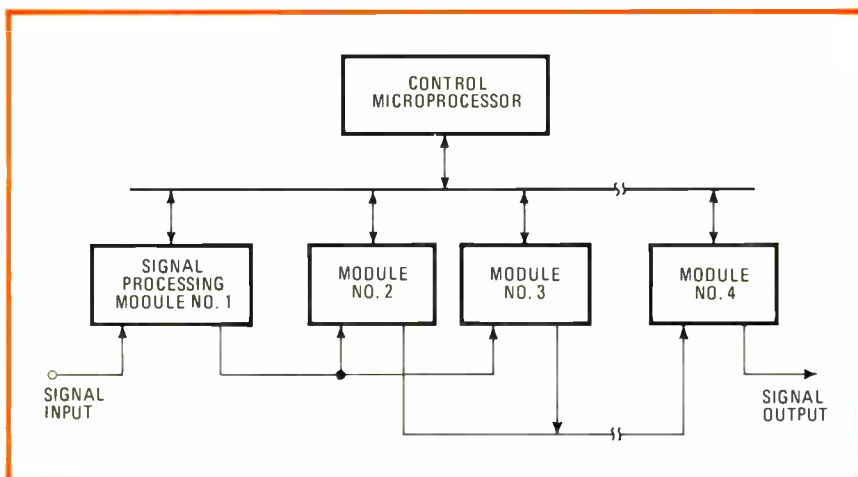 CONTROL
MICROPROCESSOR
SIGNAL
PROCESSING
MODULE NO. 1
MODULE
NO. 2
MODULE
NO. 3
MODULE
NO. 4
SIGNAL
INPUT
SIGNAL
OUTPUT